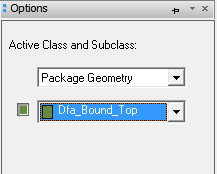 Options
Active Class and Subclass:
Package Geometry
Dfa_Bound_Top